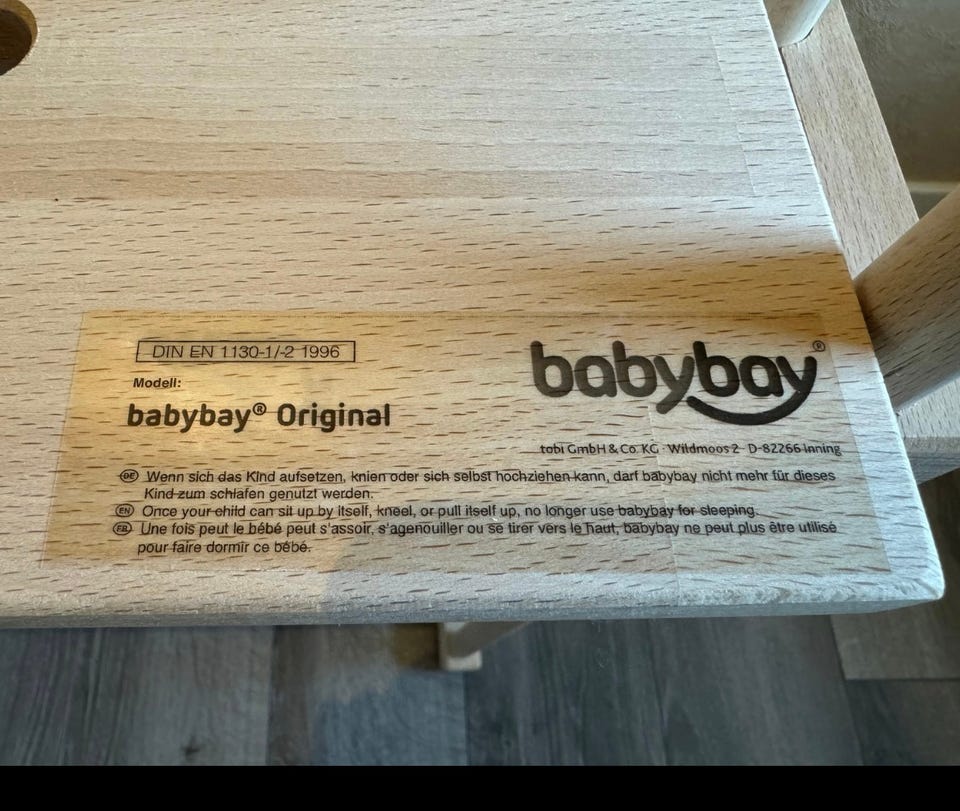 DIN EN 1130-1/-2 1996
Modell:
babybay® Original
babybay®
tobi GmbH & Co. KG · Wildmoos 2 · D-82266 Inning
DE Wenn sich das Kind aufsetzen, knien oder sich selbst hochziehen kann, darf babybay nicht mehr für dieses
Kind zum schlafen genutzt werden.
EN Once your child can sit up by itself, kneel, or pull itself up, no longer use babybay for sleeping.
FR Une fois peut le bébé peut s'assoir, s'agenouiller ou se tirer vers le haut, babybay ne peut plus être utilisé
pour faire dormir ce bébé.